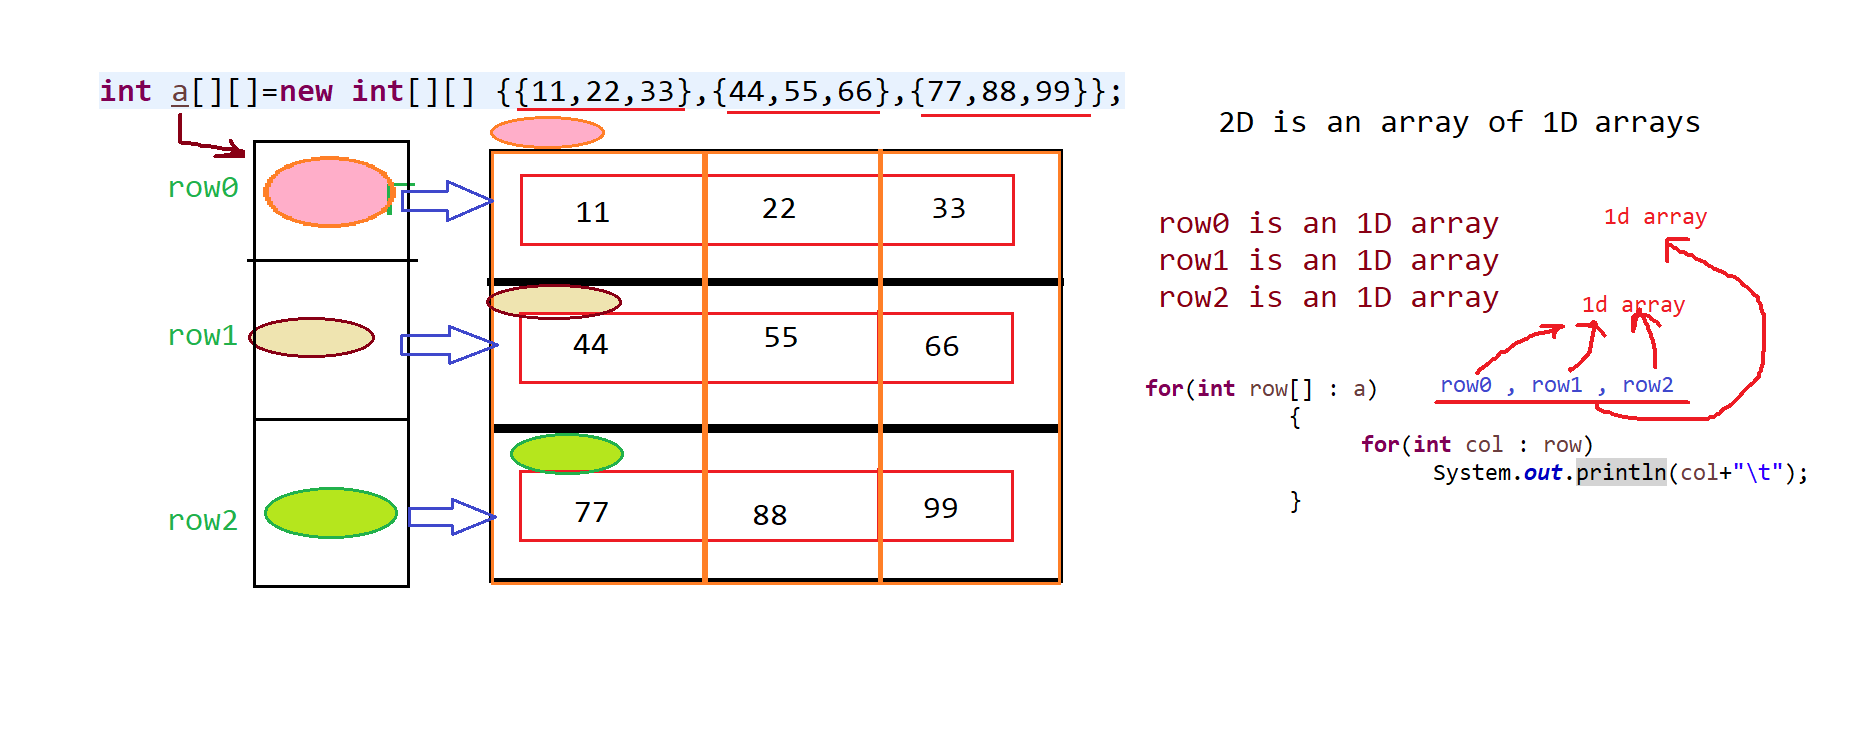 int a[][]=new int[][] {{11,22,33},{44,55,66},{77,88,99}};
2D is an array of 1D arrays
row0
11 22 33
row1
44 55 66
row2
77 88 99
row0 is an 1D array
row1 is an 1D array
row2 is an 1D array
1d array
1d array
row0 , row1 , row2
for(int row[] : a)
{
for(int col : row)
System.out.println(col+"\t");
}